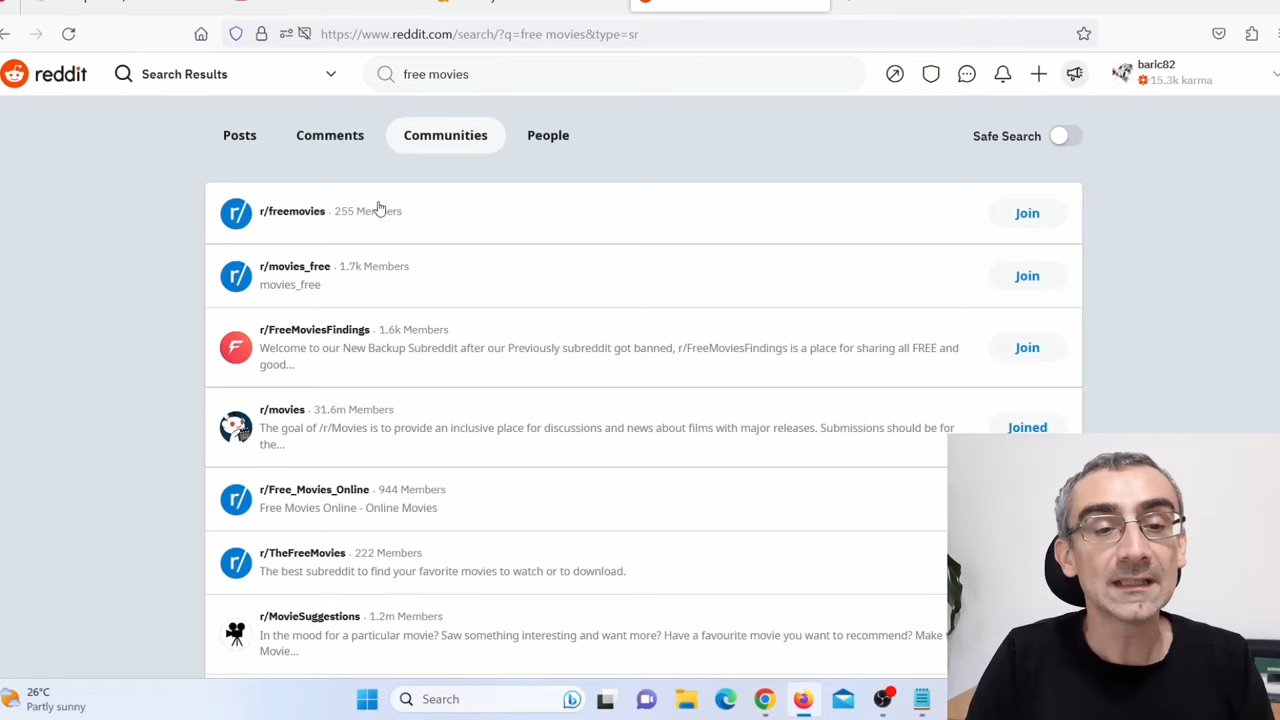 https://www.reddit.com/search/?q=free movies&type=sr
reddit
Search Results
free movies
baric82
15.3k karma
Posts
Comments
Communities
People
Safe Search
r/freemovies · 255 Members
Join
r/movies_free · 1.7k Members
movies_free
Join
r/FreeMoviesFindings · 1.6k Members
Welcome to our New Backup Subreddit after our Previously subreddit got banned, r/FreeMoviesFindings is a place for sharing all FREE and
good...
Join
r/movies · 31.6m Members
The goal of /r/Movies is to provide an inclusive place for discussions and news about films with major releases. Submissions should be for
the...
Joined
r/Free_Movies_Online · 944 Members
Free Movies Online - Online Movies
r/TheFreeMovies · 222 Members
The best subreddit to find your favorite movies to watch or to download.
r/MovieSuggestions · 1.2m Members
In the mood for a particular movie? Saw something interesting and want more? Have a favourite movie you want to recommend? Make
Movie...
26°C
Partly sunny
Search